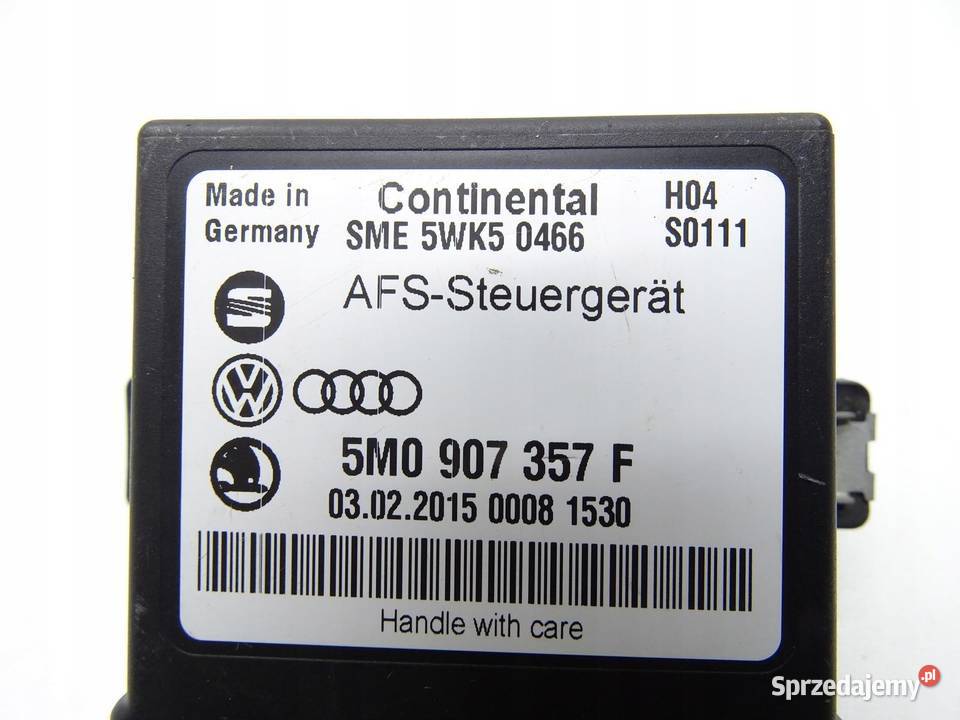 Made in Germany
Continental
SME 5WK5 0466
H04
S0111
AFS-Steuergerät
5M0 907 357 F
03.02.2015 0008 1530
Handle with care
Sprzedajemy.pl